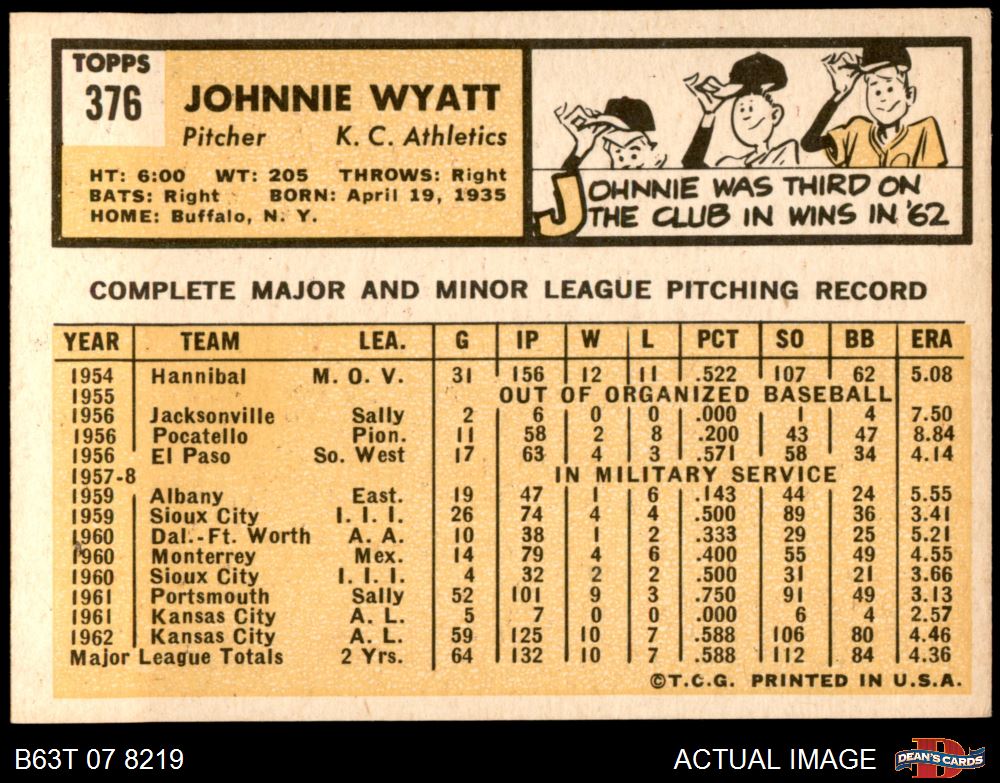 TOPPS
376
JOHNNIE WYATT
Pitcher K. C. Athletics
HT: 6:00 WT: 205 THROWS: Right
BATS: Right BORN: April 19, 1935
HOME: Buffalo, N. Y.
JOHNNIE WAS THIRD ON
THE CLUB IN WINS IN '62
COMPLETE MAJOR AND MINOR LEAGUE PITCHING RECORD
YEAR TEAM LEA. G IP W L PCT SO BB ERA
1954 Hannibal M. O. V. 31 156 12 11 .522 107 62 5.08
1955 OUT OF ORGANIZED BASEBALL
1956 Jacksonville Sally 2 6 0 0 .000 1 4 7.50
1956 Pocatello Pion. 11 58 2 8 .200 43 47 8.84
1956 El Paso So. West 17 63 4 3 .571 58 34 4.14
1957-8 IN MILITARY SERVICE
1959 Albany East. 19 47 1 6 .143 44 24 5.55
1959 Sioux City I. I. I. 26 74 4 4 .500 89 36 3.41
1960 Dal.-Ft. Worth A. A. 10 38 1 2 .333 29 25 5.21
1960 Monterrey Mex. 14 79 4 6 .400 55 49 4.55
1960 Sioux City I. I. I. 4 32 2 2 .500 31 21 3.66
1961 Portsmouth Sally 52 101 9 3 .750 91 49 3.13
1961 Kansas City A. L. 5 7 0 0 .000 6 4 2.57
1962 Kansas City A. L. 59 125 10 7 .588 106 80 4.46
Major League Totals 2 Yrs. 64 132 10 7 .588 112 84 4.36
©T.C.G. PRINTED IN U.S.A.
B63T 07 8219 ACTUAL IMAGE D DEAN'S CARDS